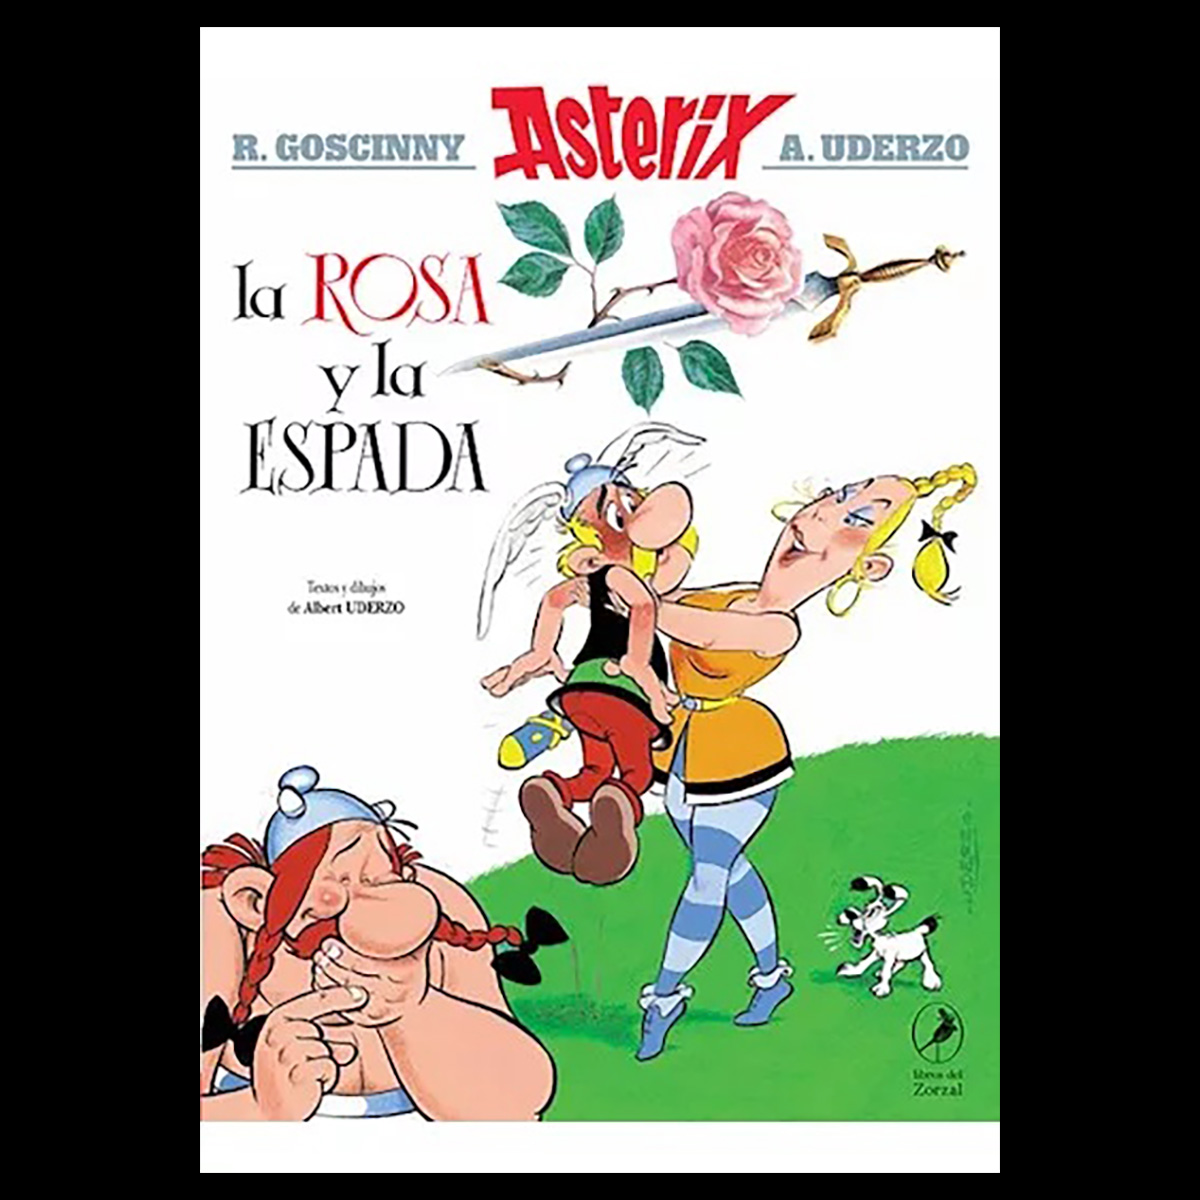 R. GOSCINNY Asterix A. UDERZO
la ROSA
y la
ESPADA
Textos y dibujos
de Albert UDERZO
libros del
Zorzal